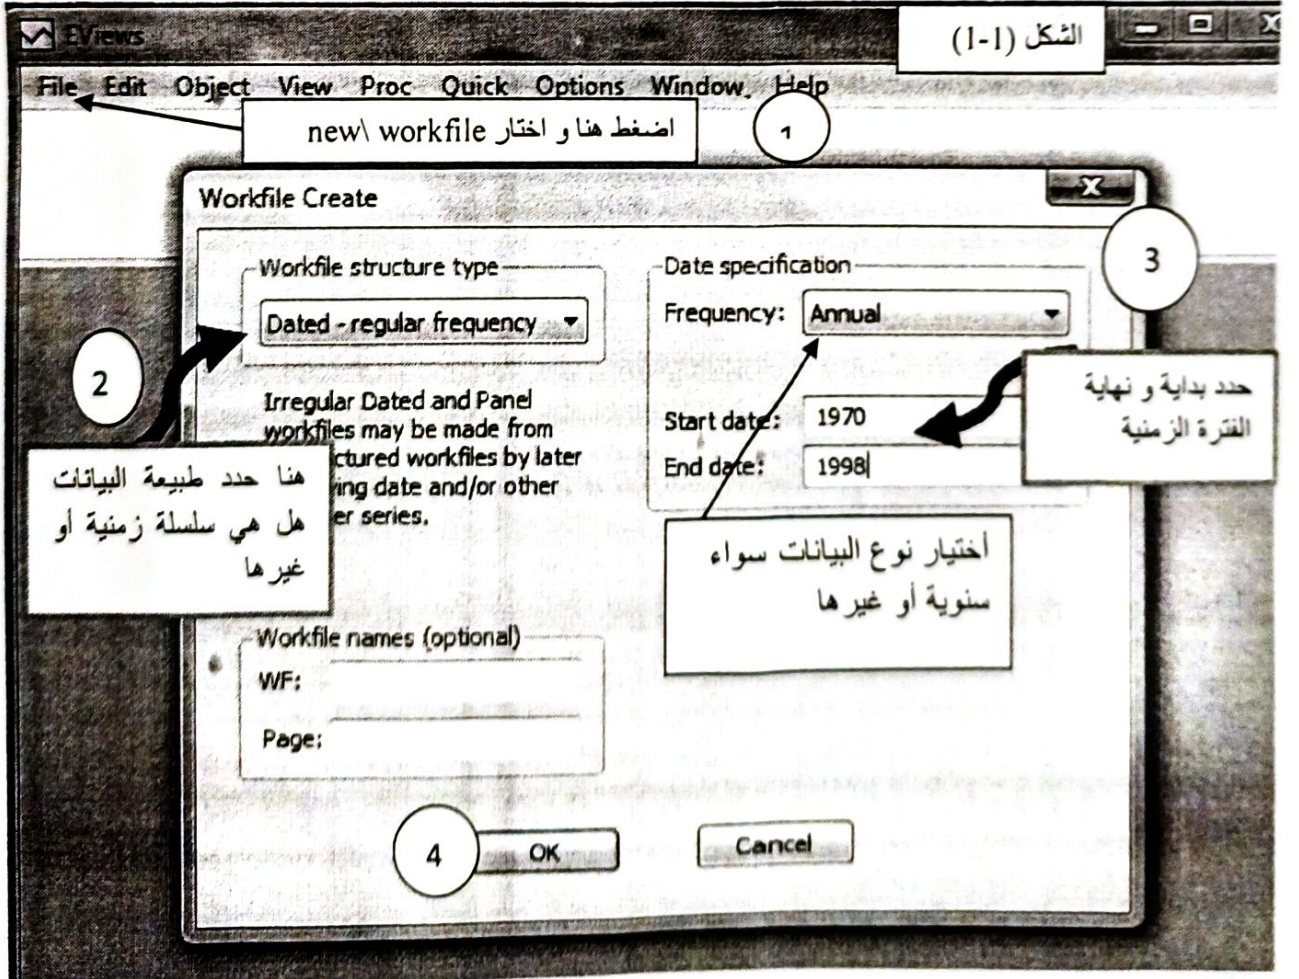 EViews
الشكل (1-1)
File Edit Object View Proc Quick Options Window Help
اضغط هنا و اختار new\ workfile
1
Workfile Create
3
Workfile structure type
Date specification
Dated - regular frequency
Frequency: Annual
2
حدد بداية و نهاية
الفترة الزمنية
Irregular Dated and Panel
workfiles may be made from
ctured workfiles by later
ing date and/or other
er series.
Start date: 1970
End date: 1998
هنا حدد طبيعة البيانات
هل هي سلسلة زمنية أو
غيرها
أختيار نوع البيانات سواء
سنوية أو غيرها
Workfile names (optional)
WF:
Page:
4
OK
Cancel